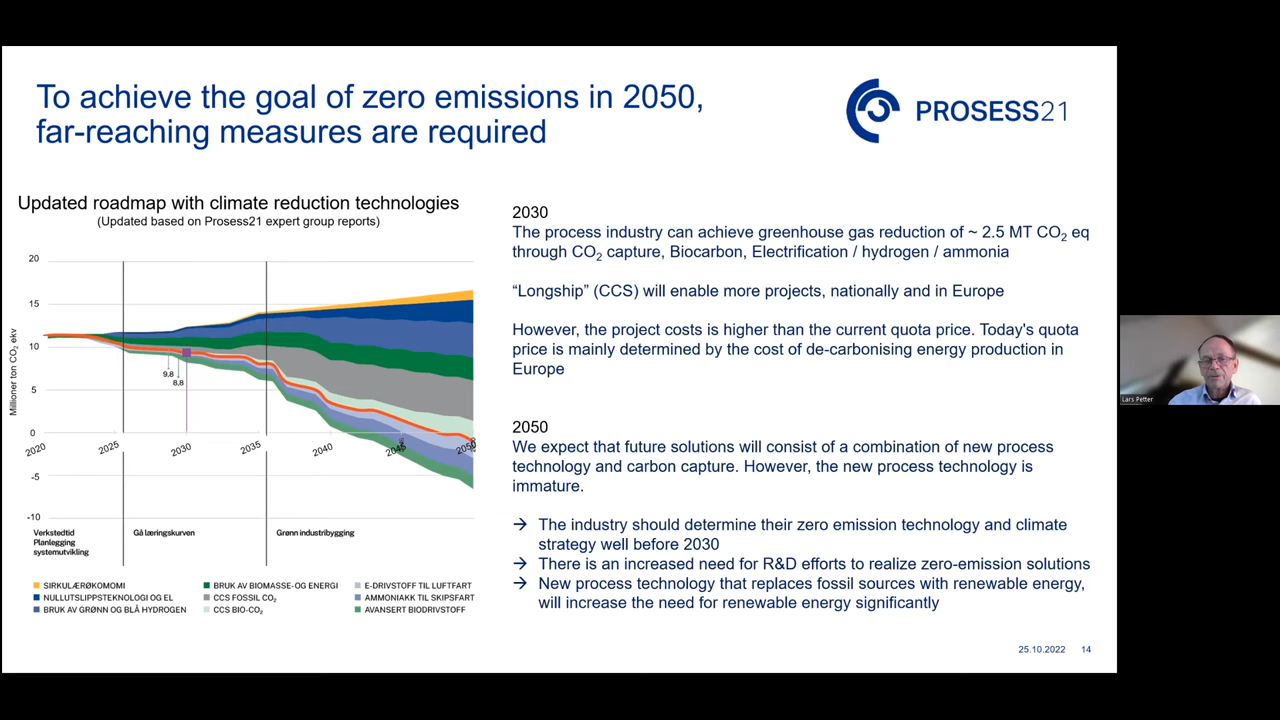 To achieve the goal of zero emissions in 2050,
far-reaching measures are required
PROSESS21
Updated roadmap with climate reduction technologies
(Updated based on Prosess21 expert group reports)
Millioner ton CO2 ekv
20
15
10
5
0
-5
-10
9,8
8,8
2020
2025
2030
2035
2040
2045
2050
Verkstedtid
Planlegging
systemutvikling
Gå læringskurven
Grønn industribygging
SIRKULÆRØKOMOMI
NULLUTSLIPPSTEKNOLOGI OG EL
BRUK AV GRØNN OG BLÅ HYDROGEN
BRUK AV BIOMASSE-OG ENERGI
CCS FOSSIL CO2
CCS BIO-CO2
E-DRIVSTOFF TIL LUFTFART
AMMONIAKK TIL SKIPSFART
AVANSERT BIODRIVSTOFF
2030
The process industry can achieve greenhouse gas reduction of ~ 2.5 MT CO2 eq
through CO2 capture, Biocarbon, Electrification / hydrogen / ammonia
“Longship” (CCS) will enable more projects, nationally and in Europe
However, the project costs is higher than the current quota price. Today's quota
price is mainly determined by the cost of de-carbonising energy production in
Europe
2050
We expect that future solutions will consist of a combination of new process
technology and carbon capture. However, the new process technology is
immature.
→ The industry should determine their zero emission technology and climate
strategy well before 2030
→ There is an increased need for R&D efforts to realize zero-emission solutions
→ New process technology that replaces fossil sources with renewable energy,
will increase the need for renewable energy significantly
25.10.2022 14
Lars Petter